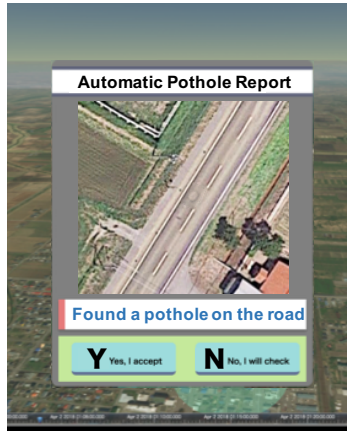 Automatic Pothole Report
Found a pothole on the road
Y Yes, I accept
N No, I will check